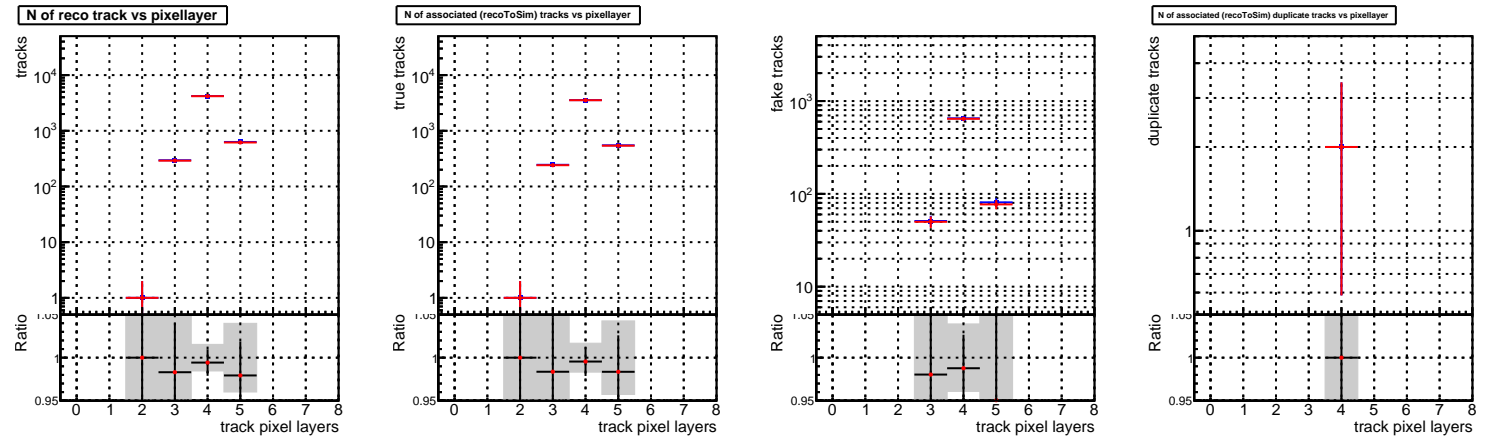 N of reco track vs pixellayer
tracks
10^4
10^3
10^2
10
1
1.05
Ratio
1
0.95
0 1 2 3 4 5 6 7 8
track pixel layers
N of associated (recoToSim) tracks vs pixellayer
true tracks
10^4
10^3
10^2
10
1
1.05
Ratio
1
0.95
0 1 2 3 4 5 6 7 8
track pixel layers
fake tracks
10^3
10^2
10
1.05
Ratio
1
0.95
0 1 2 3 4 5 6 7 8
track pixel layers
N of associated (recoToSim) duplicate tracks vs pixellayer
duplicate tracks
1
1.05
Ratio
1
0.95
0 1 2 3 4 5 6 7 8
track pixel layers